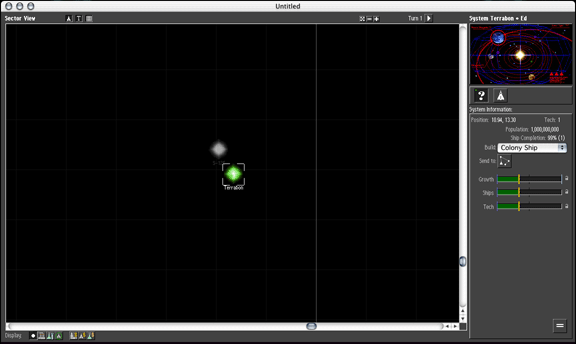 Untitled
Sector View
A T
Turn 1
System Terrabon • Ed
?
System Information:
Position: 10.94, 13.30
Tech: 1
Population: 1,000,000,000
Ship Completion: 99% (1)
Build: Colony Ship
Send to:
Growth
Ships
Tech
Terrabon
Display